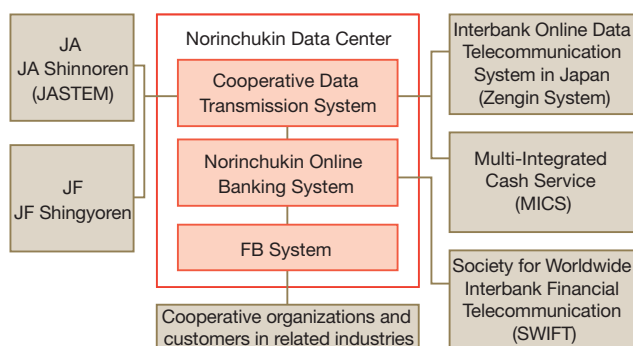 JA
JA Shinnoren
(JASTEM)
JF
JF Shingyoren
Norinchukin Data Center
Cooperative Data
Transmission System
Norinchukin Online
Banking System
FB System
Cooperative organizations and
customers in related industries
Interbank Online Data
Telecommunication
System in Japan
(Zengin System)
Multi-Integrated
Cash Service
(MICS)
Society for Worldwide
Interbank Financial
Telecommunication
(SWIFT)